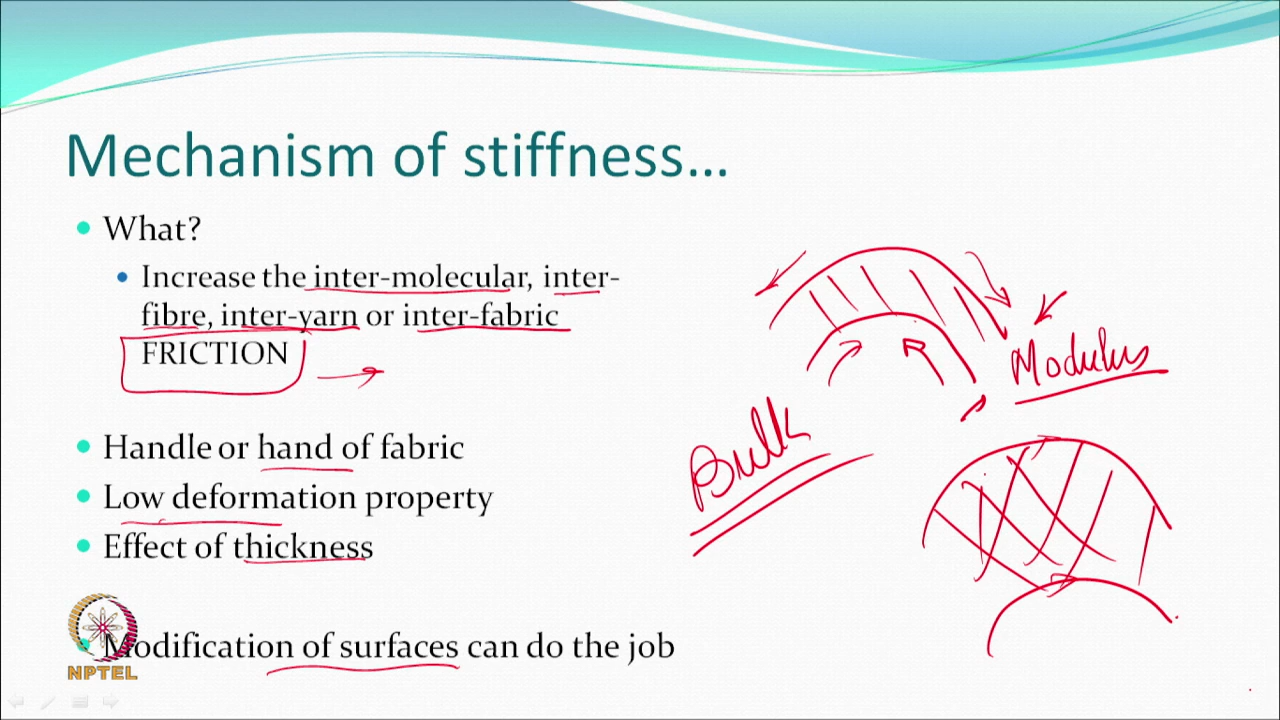 Mechanism of stiffness...
What?
Increase the inter-molecular, inter-
fibre, inter-yarn or inter-fabric
FRICTION
Handle or hand of fabric
Low deformation property
Effect of thickness
Modification of surfaces can do the job
Modulus
Bulk
NPTEL